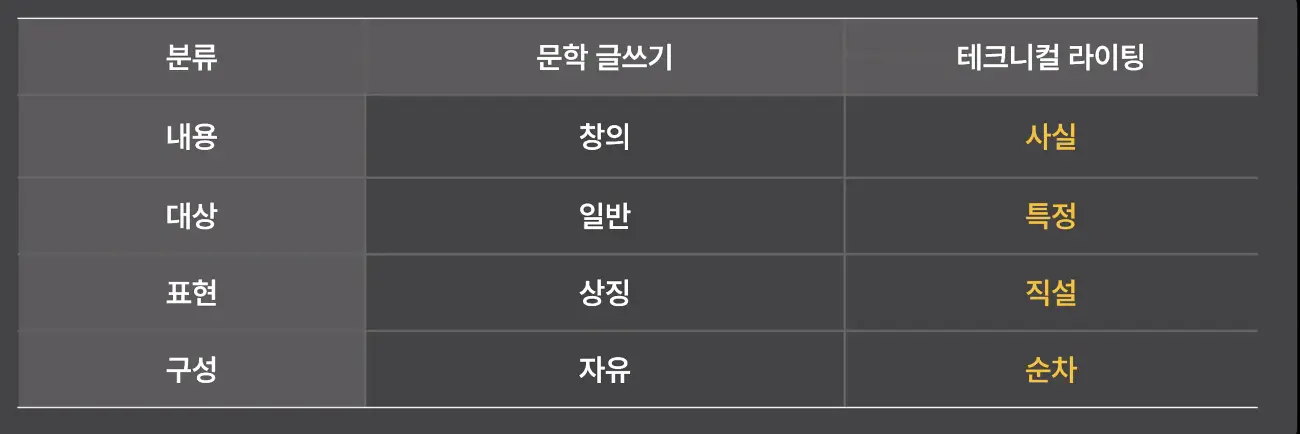 분류 문학 글쓰기 테크니컬 라이팅
내용 창의 사실
대상 일반 특정
표현 상징 직설
구성 자유 순차